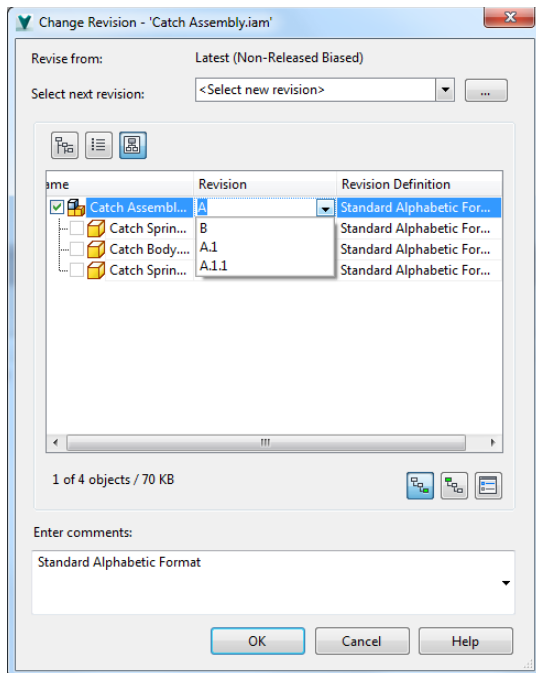 Change Revision - 'Catch Assembly.iam'
Revise from: Latest (Non-Released Biased)
Select next revision: <Select new revision> ...
ame Revision Revision Definition
Catch Assembl... A Standard Alphabetic For...
Catch Sprin... B Standard Alphabetic For...
Catch Body.... A.1 Standard Alphabetic For...
Catch Sprin... A.1.1 Standard Alphabetic For...
1 of 4 objects / 70 KB
Enter comments:
Standard Alphabetic Format
OK Cancel Help